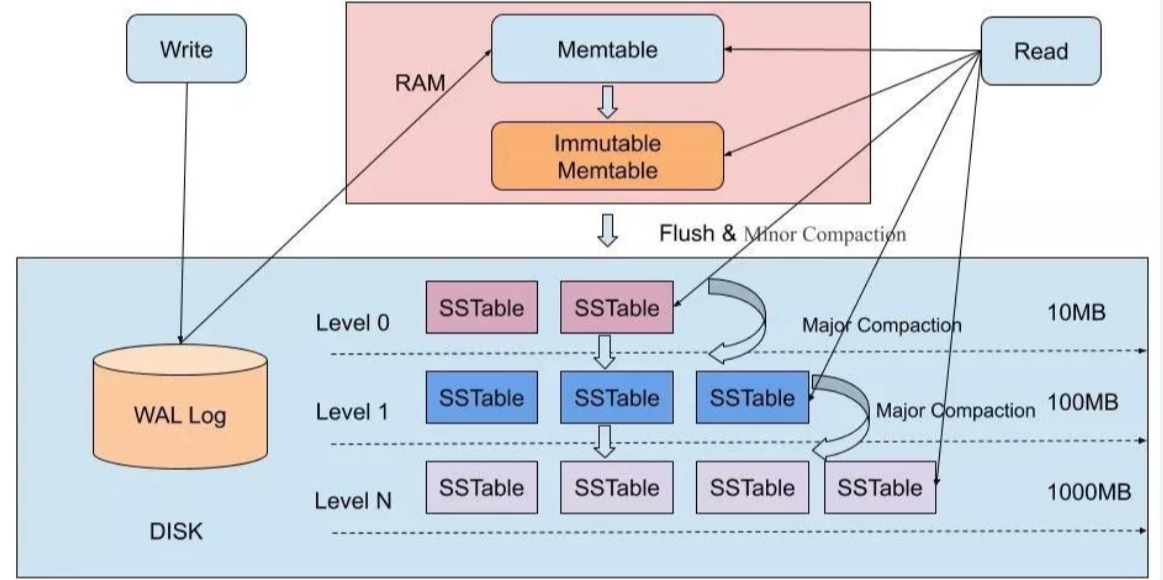 Write
Memtable
Read
RAM
Immutable
Memtable
Flush & Minor Compaction
SSTable
SSTable
Level 0
Major Compaction
10MB
SSTable
SSTable
SSTable
Level 1
Major Compaction
100MB
WAL Log
SSTable
SSTable
SSTable
SSTable
Level N
1000MB
DISK